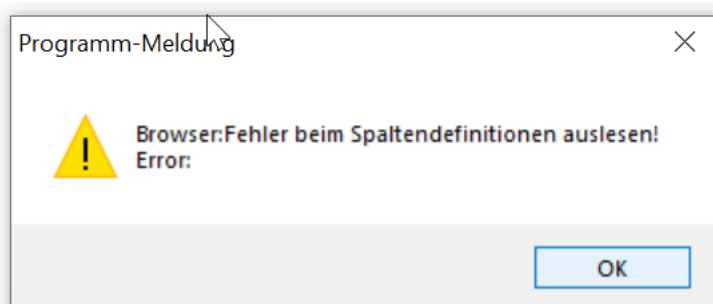 Programm-Meldung
Browser:Fehler beim Spaltendefinitionen auslesen!
Error:
OK